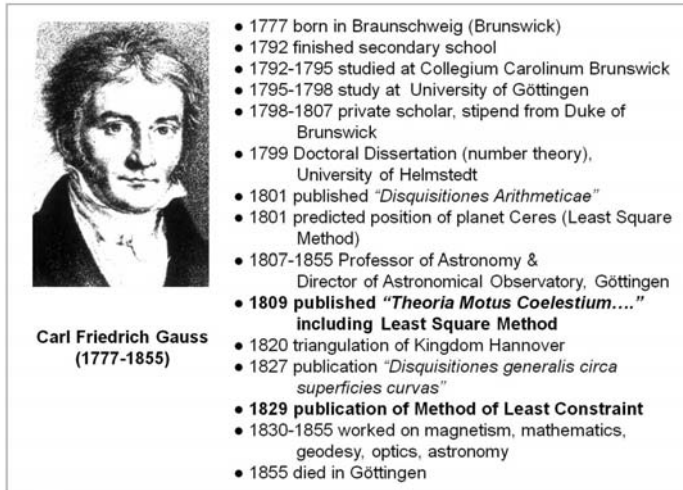 ● 1777 born in Braunschweig (Brunswick)
● 1792 finished secondary school
● 1792-1795 studied at Collegium Carolinum Brunswick
● 1795-1798 study at University of Göttingen
● 1798-1807 private scholar, stipend from Duke of
Brunswick
● 1799 Doctoral Dissertation (number theory),
University of Helmstedt
● 1801 published “Disquisitiones Arithmeticae”
● 1801 predicted position of planet Ceres (Least Square
Method)
● 1807-1855 Professor of Astronomy &
Director of Astronomical Observatory, Göttingen
● 1809 published “Theoria Motus Coelestium....”
including Least Square Method
● 1820 triangulation of Kingdom Hannover
● 1827 publication “Disquisitiones generalis circa
superficies curvas”
● 1829 publication of Method of Least Constraint
● 1830-1855 worked on magnetism, mathematics,
geodesy, optics, astronomy
● 1855 died in Göttingen
Carl Friedrich Gauss
(1777-1855)